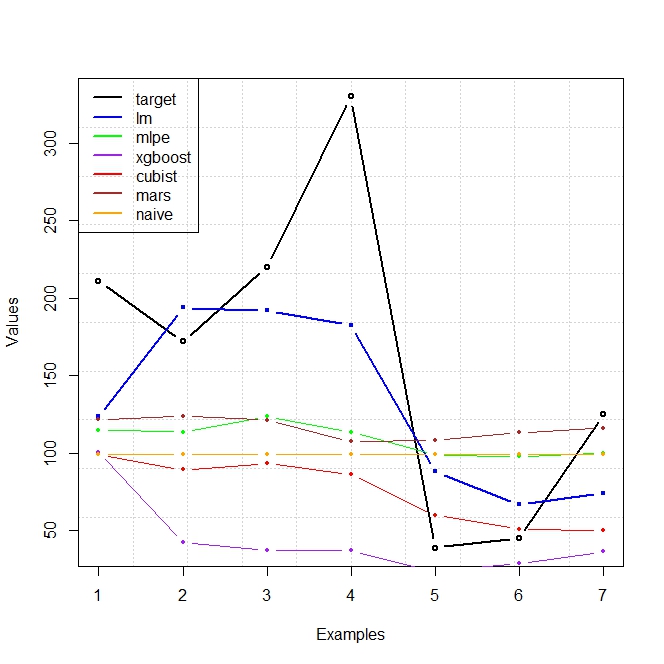 target
lm
mlpe
xgboost
cubist
mars
naive
300
250
200
150
100
50
Values
1 2 3 4 5 6 7
Examples